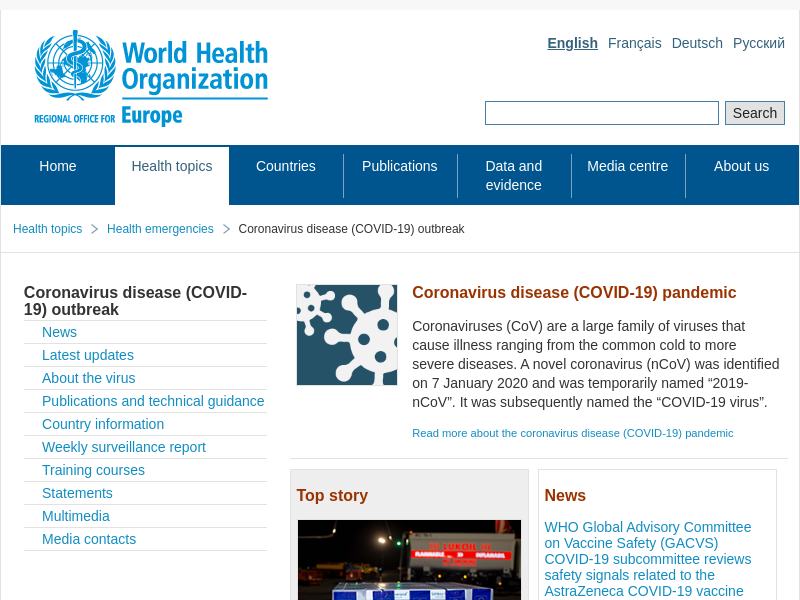 World Health
Organization
REGIONAL OFFICE FOR Europe
English Français Deutsch Русский
Search
Home
Health topics
Countries
Publications
Data and
evidence
Media centre
About us
Health topics
Health emergencies
Coronavirus disease (COVID-19) outbreak
Coronavirus disease (COVID-
19) outbreak
News
Latest updates
About the virus
Publications and technical guidance
Country information
Weekly surveillance report
Training courses
Statements
Multimedia
Media contacts
Coronavirus disease (COVID-19) pandemic
Coronaviruses (CoV) are a large family of viruses that
cause illness ranging from the common cold to more
severe diseases. A novel coronavirus (nCoV) was identified
on 7 January 2020 and was temporarily named “2019-
nCoV”. It was subsequently named the “COVID-19 virus”.
Read more about the coronavirus disease (COVID-19) pandemic
Top story
News
WHO Global Advisory Committee
on Vaccine Safety (GACVS)
COVID-19 subcommittee reviews
safety signals related to the
AstraZeneca COVID-19 vaccine